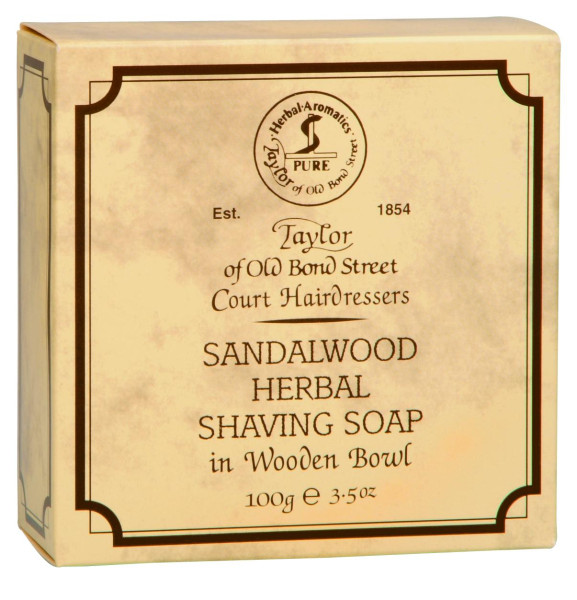 Herbal·Aromatics
PURE
Taylor of Old Bond Street
Est. 1854
Taylor
of Old Bond Street
Court Hairdressers
SANDALWOOD
HERBAL
SHAVING SOAP
in Wooden Bowl
100g e 3·5oz